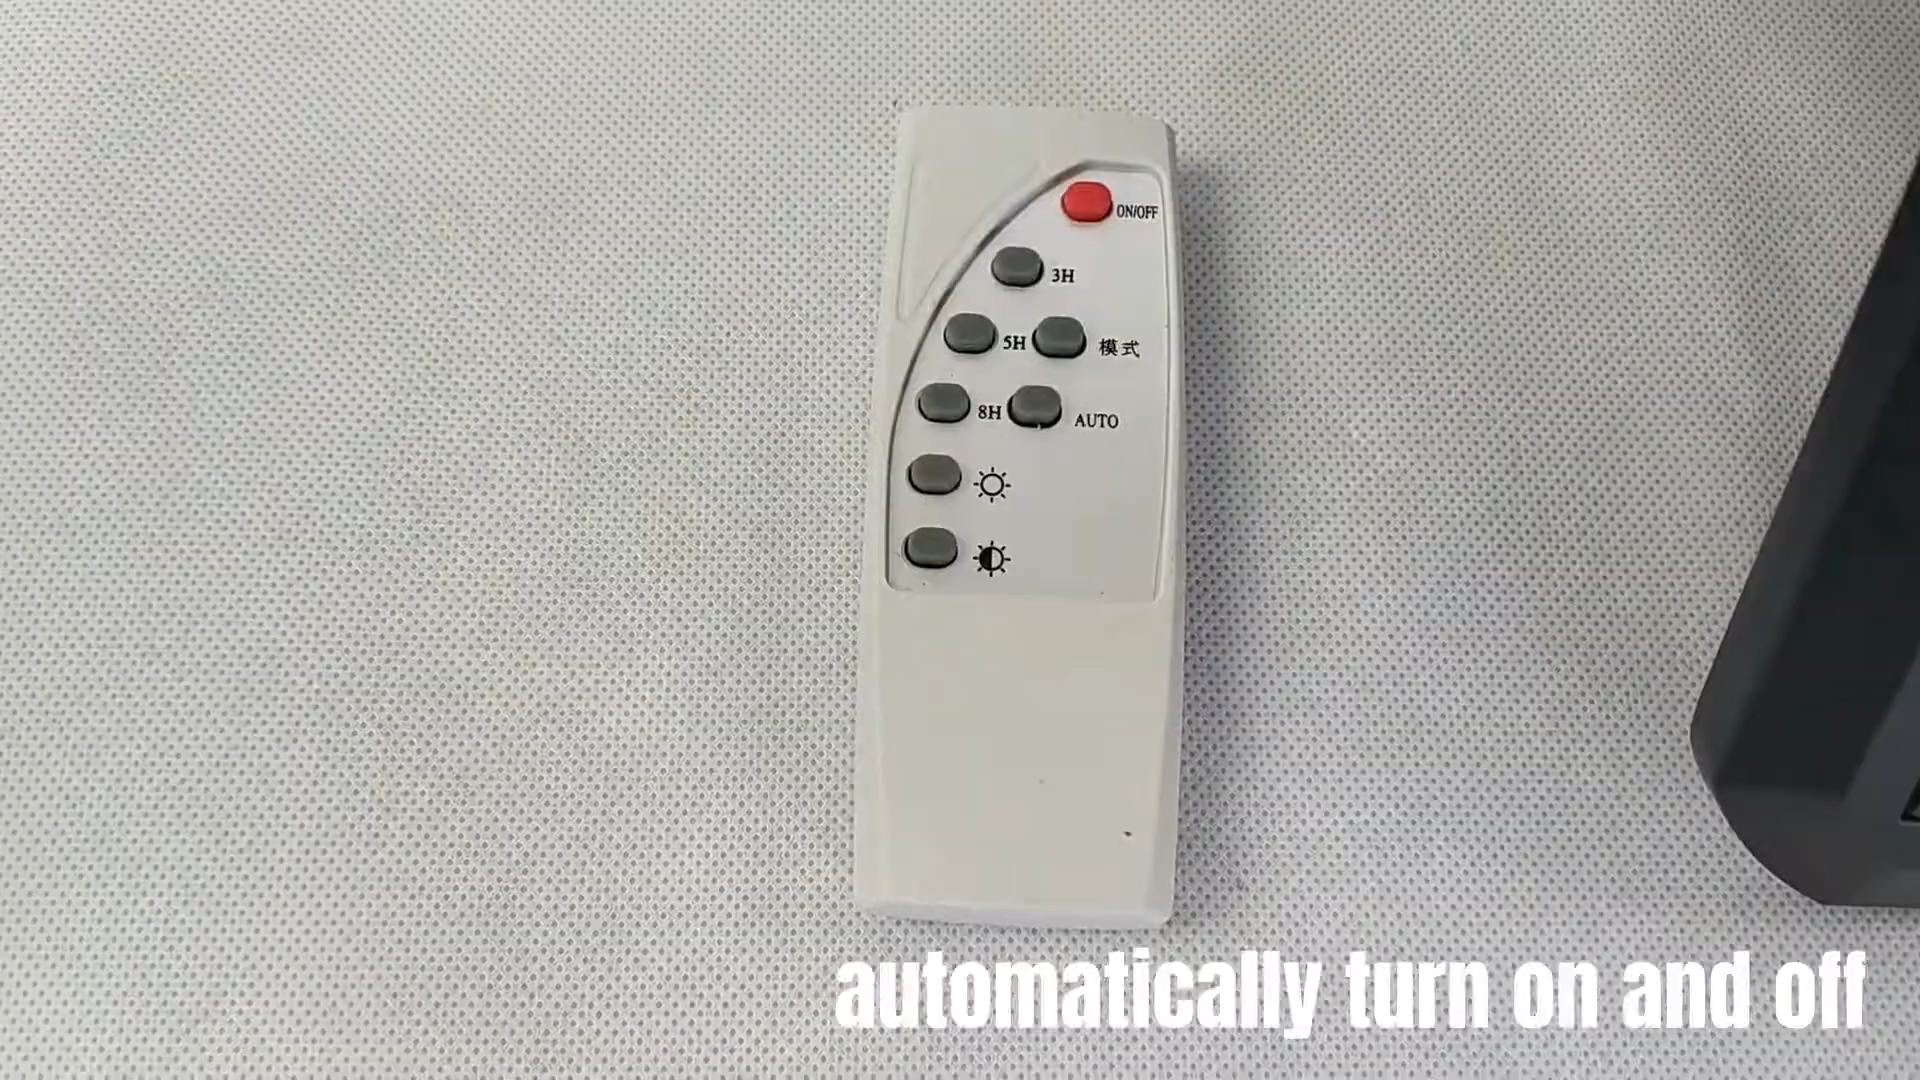 ON/OFF
3H
5H 模式
8H AUTO
automatically turn on and off